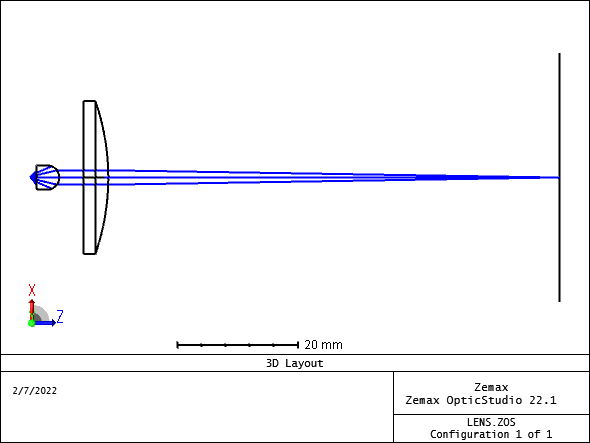 X
Z
20 mm
3D Layout
2/7/2022
Zemax
Zemax OpticStudio 22.1
LENS.ZOS
Configuration 1 of 1